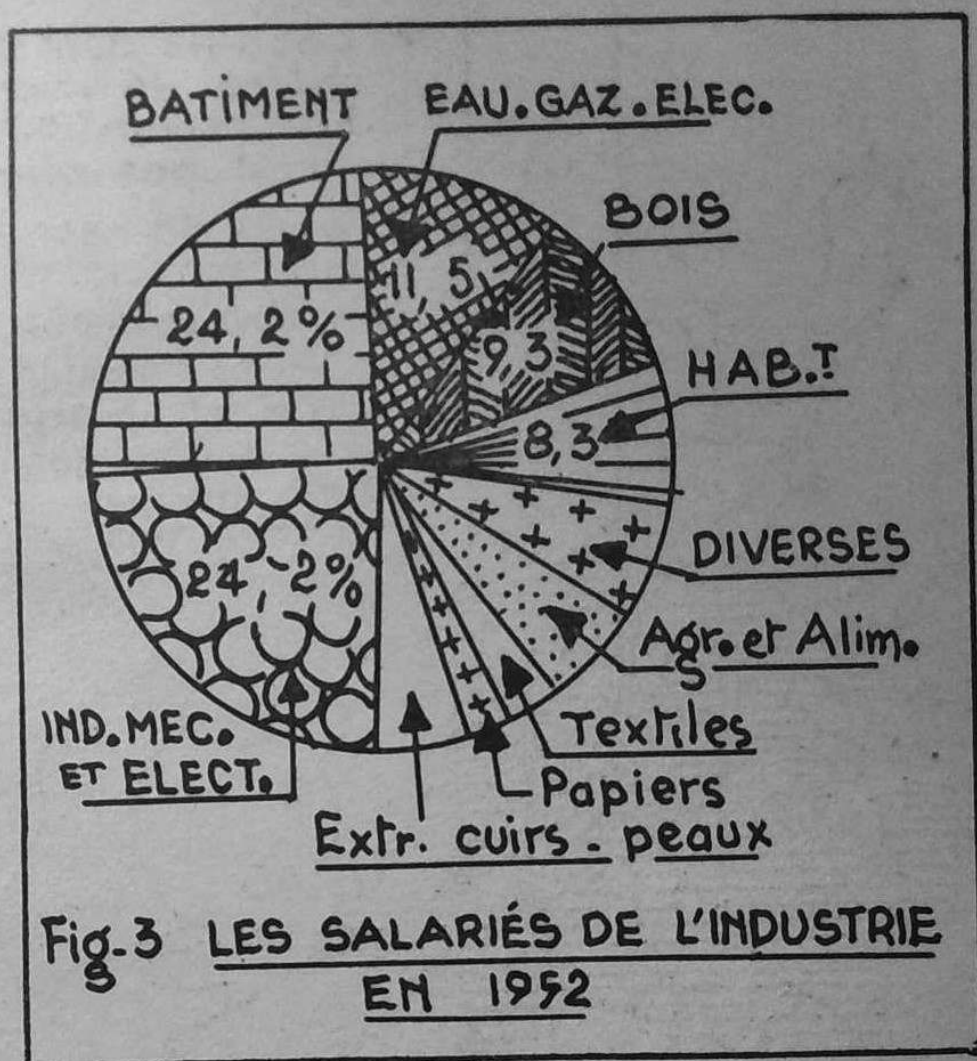 BATIMENT
EAU.GAZ.ELEC.
BOIS
11,5
24,2%
9,3
HAB.T
8,3
DIVERSES
24,2%
Agr. et Alim.
IND. MEC.
ET ELECT.
Textiles
Papiers
Extr. cuirs - peaux
Fig-3 LES SALARIÉS DE L'INDUSTRIE
EN 1952